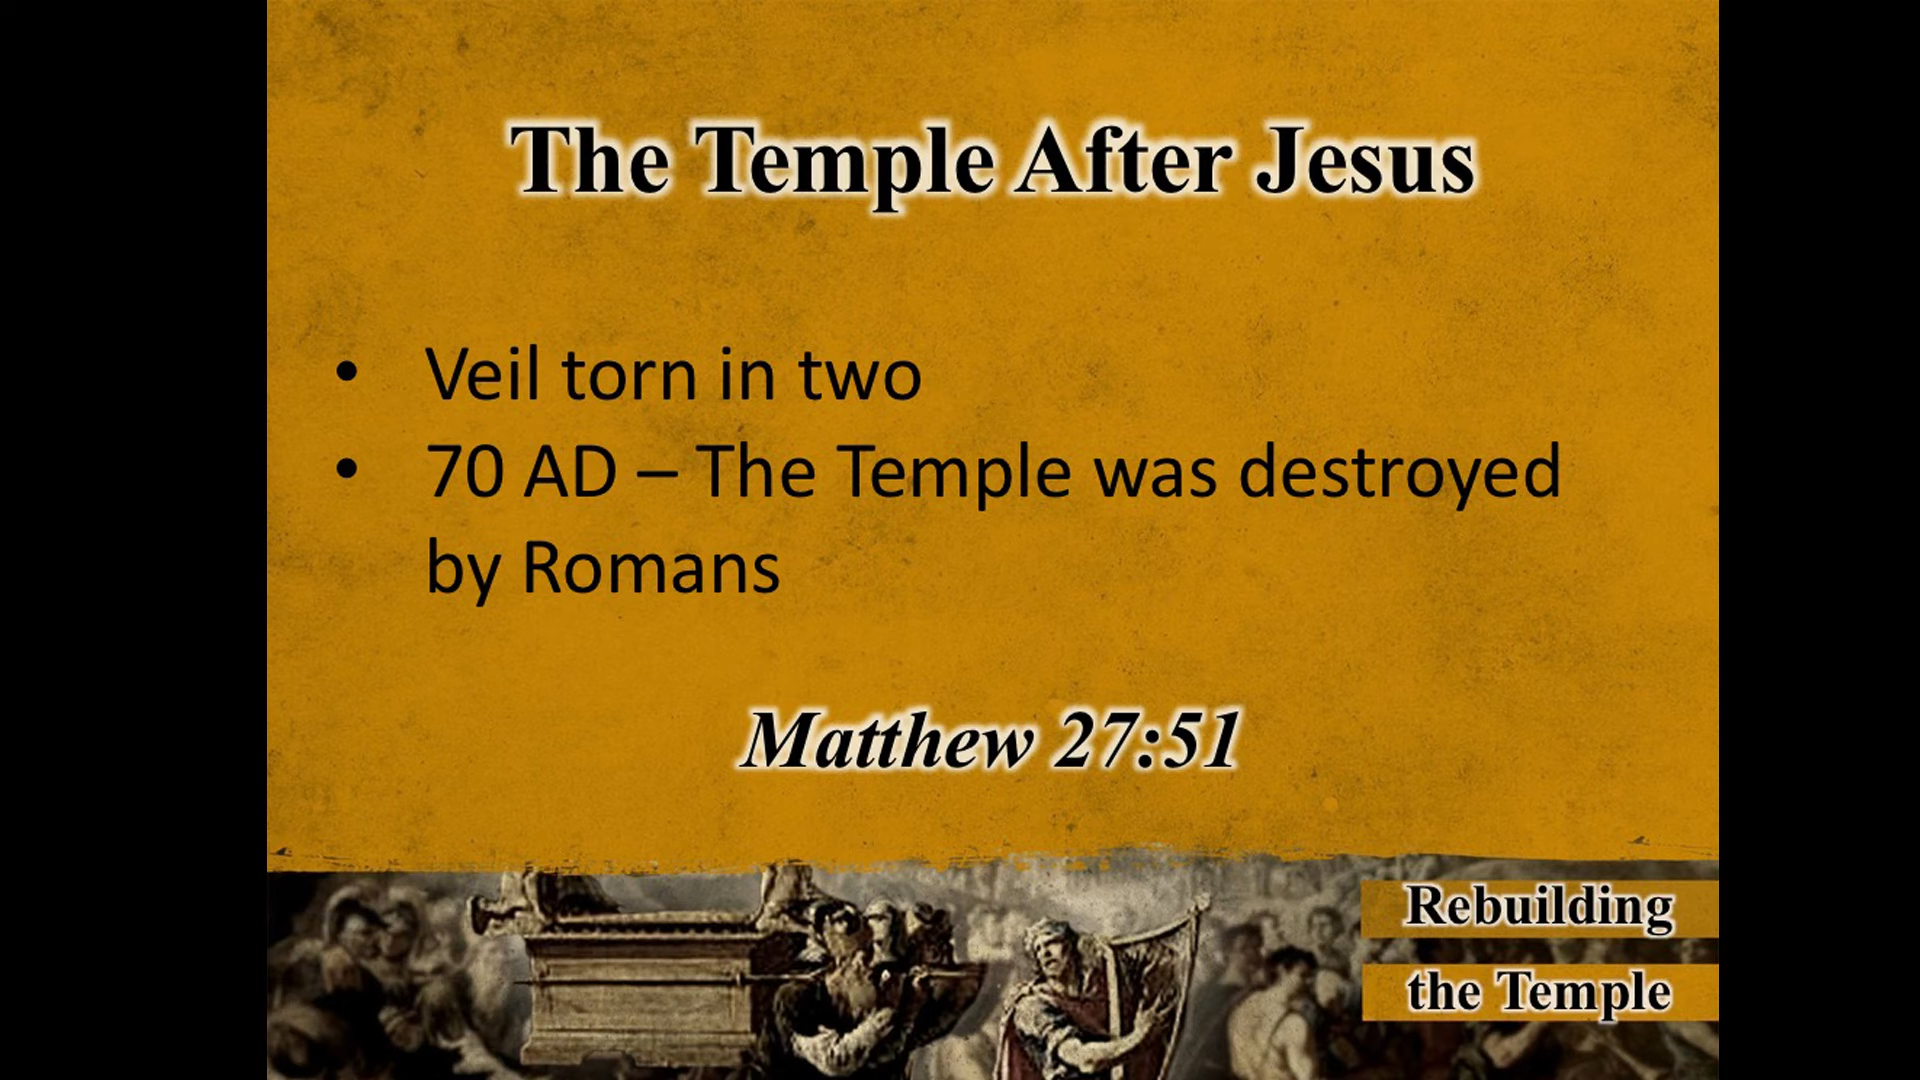 The Temple After Jesus
• Veil torn in two
• 70 AD – The Temple was destroyed
by Romans
Matthew 27:51
Rebuilding
the Temple